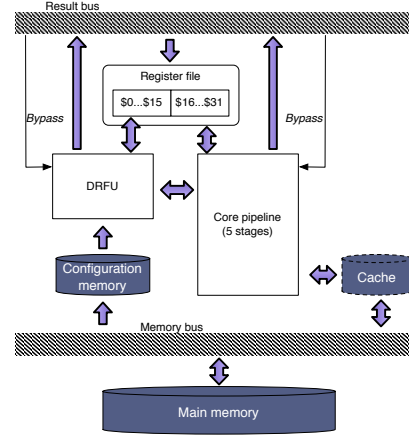 Result bus
Register file
$0...$15 $16...$31
Bypass
Bypass
DRFU
Core pipeline
(5 stages)
Configuration
memory
Cache
Memory bus
Main memory